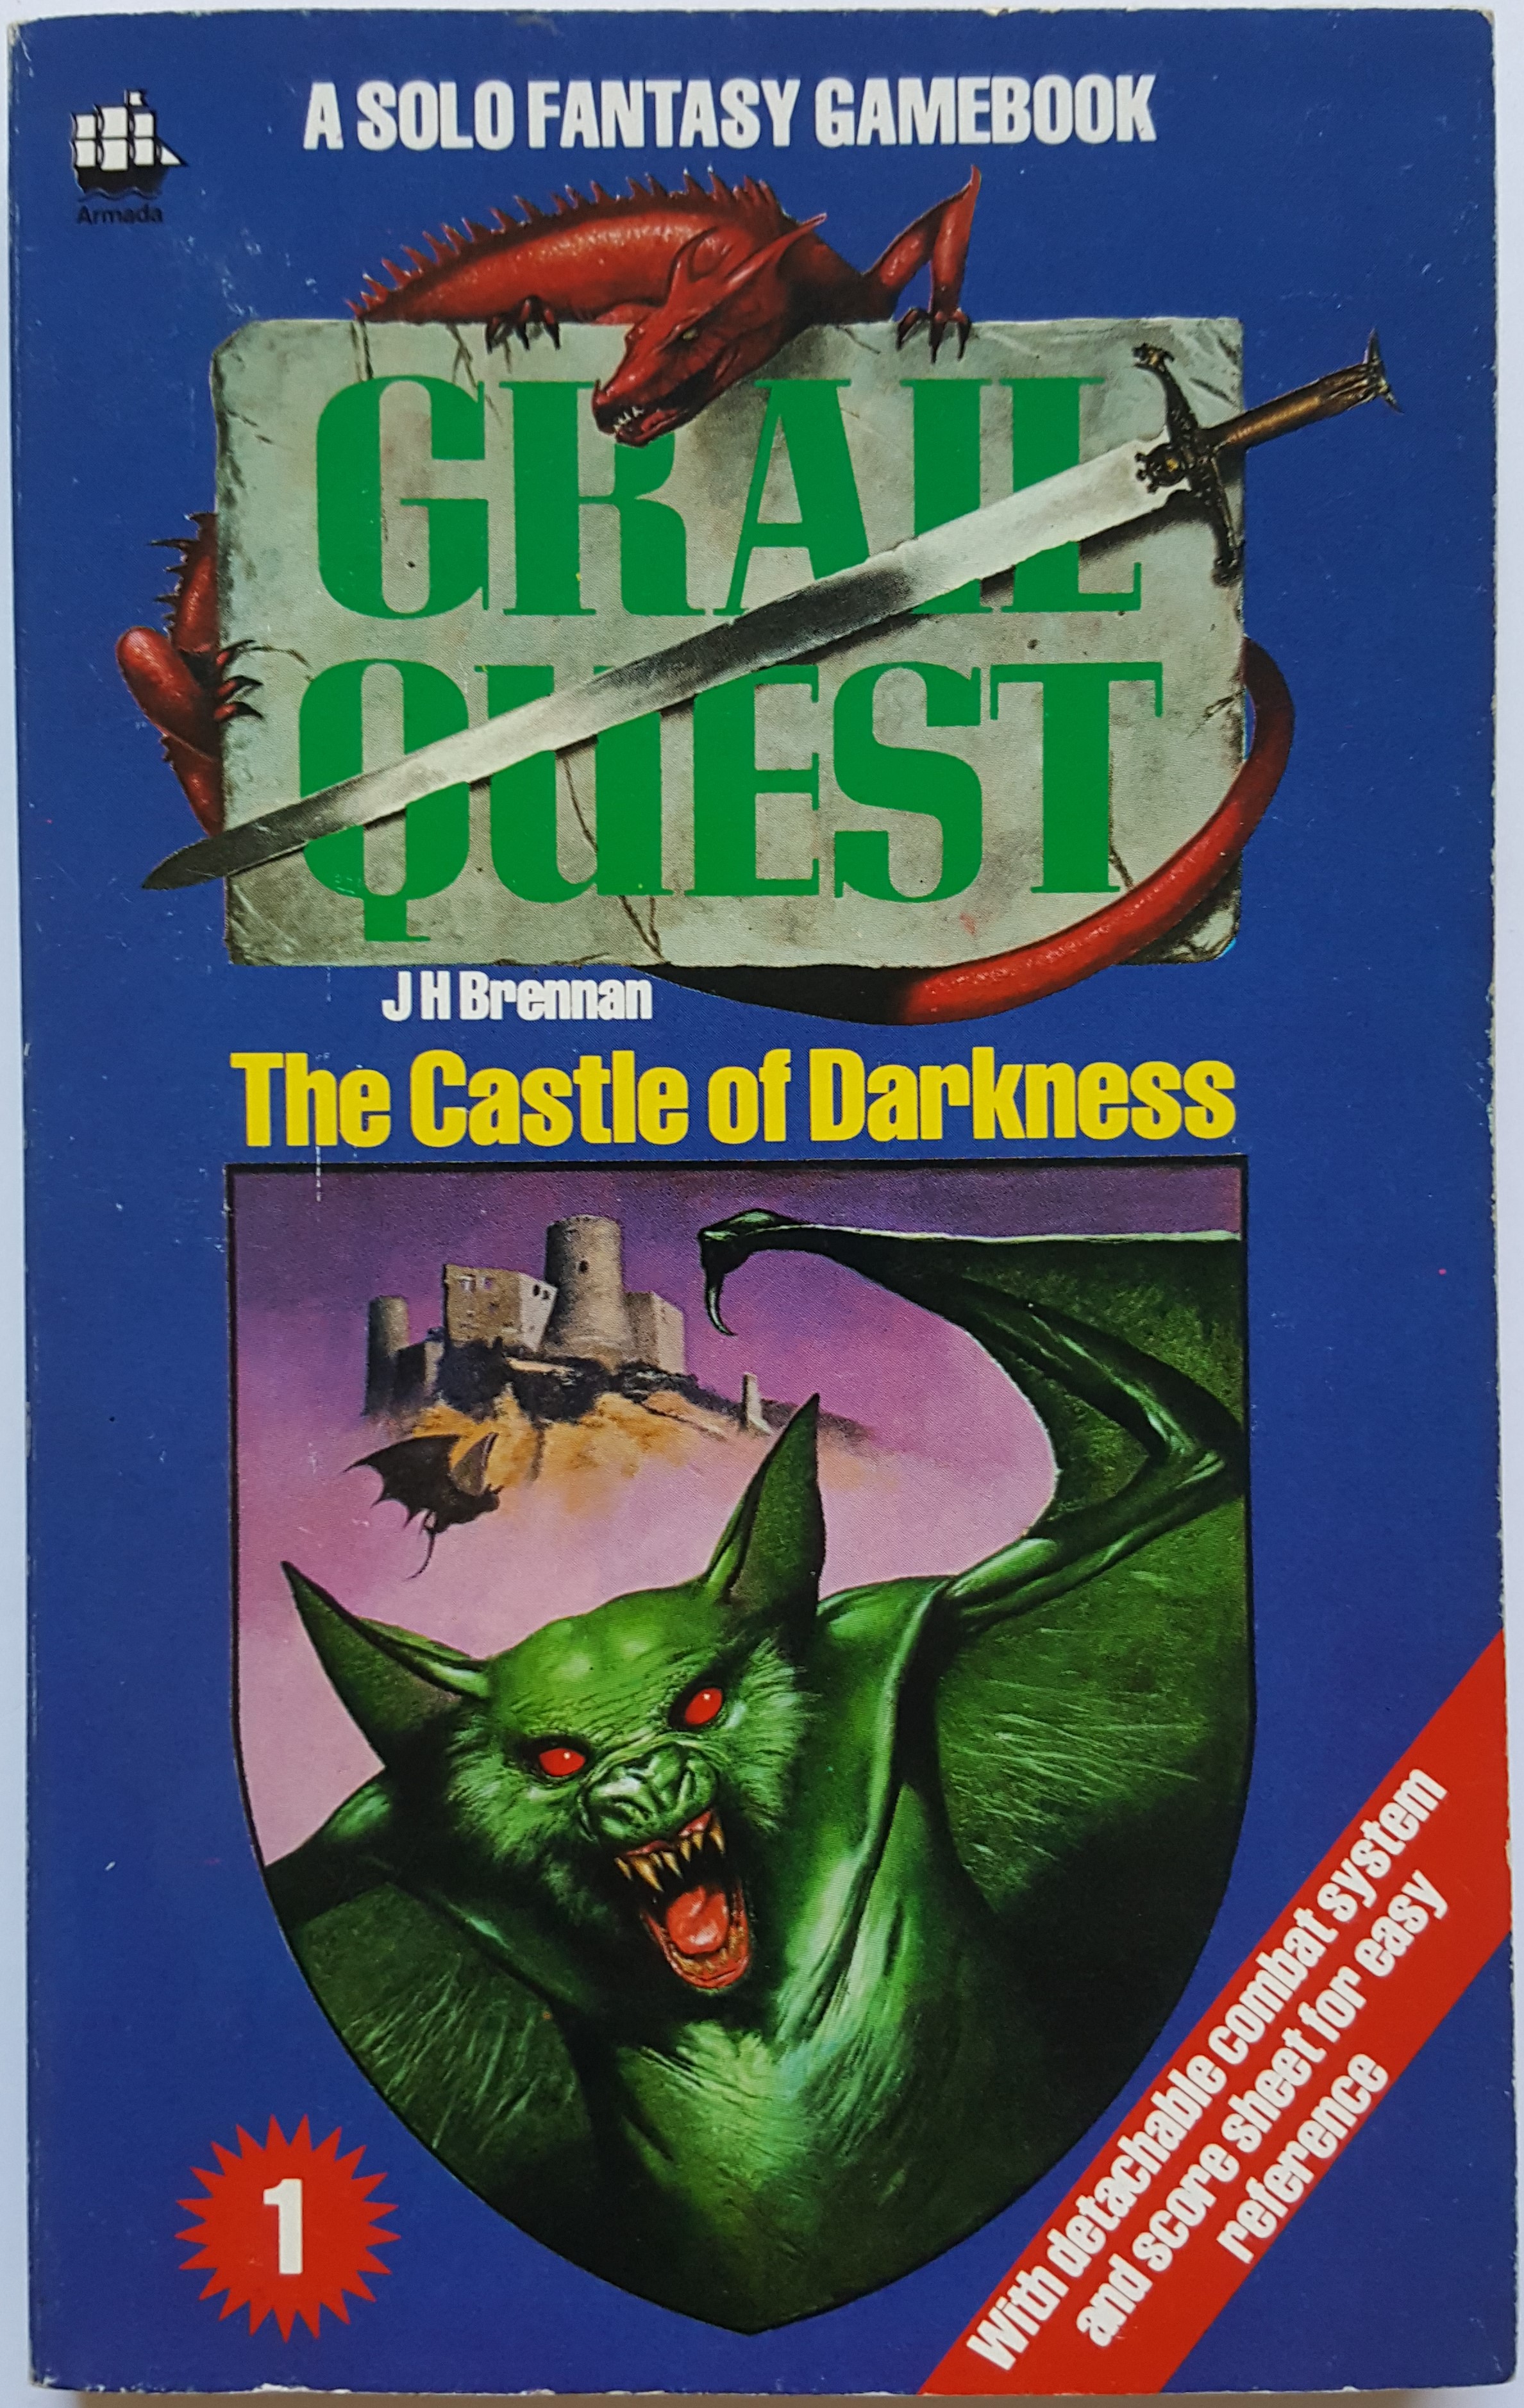 A SOLO FANTASY GAMEBOOK
Armada
GRAIL
QUEST
J H Brennan
The Castle of Darkness
1
With detachable combat system
and score sheet for easy
reference